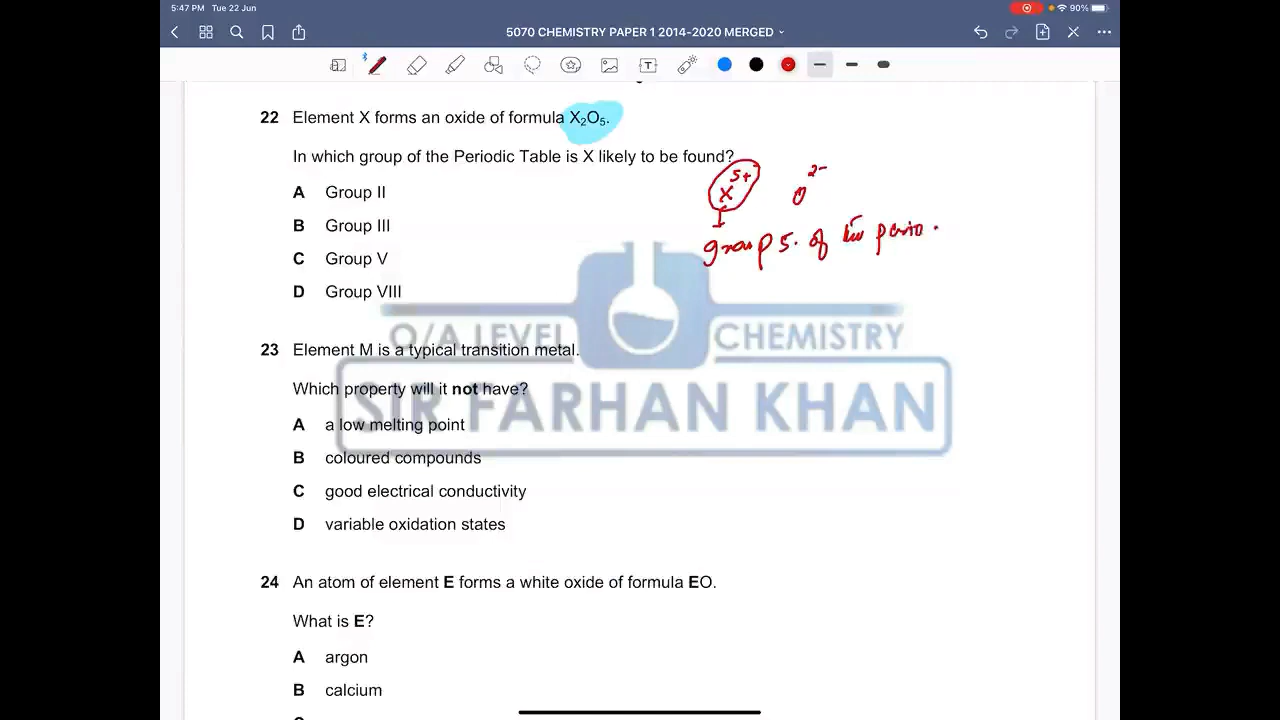 5:47 PM Tue 22 Jun
90%
5070 CHEMISTRY PAPER 1 2014-2020 MERGED
22 Element X forms an oxide of formula X₂O₅.
In which group of the Periodic Table is X likely to be found?
X⁵⁺ O²⁻
A Group II
B Group III
group 5. of
C Group V
D Group VIII
O/A LEVEL CHEMISTRY
23 Element M is a typical transition metal.
Which property will it not have?
SIR FARHAN KHAN
A a low melting point
B coloured compounds
C good electrical conductivity
D variable oxidation states
24 An atom of element E forms a white oxide of formula EO.
What is E?
A argon
B calcium